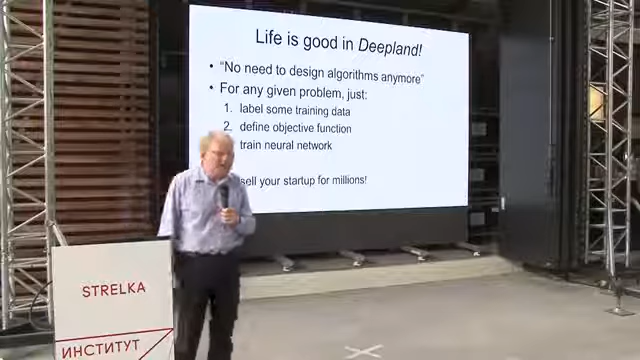 Life is good in Deepland!
• “No need to design algorithms anymore”
• For any given problem, just:
1. label some training data
2. define objective function
train neural network
sell your startup for millions!
STRELKA
ИНСТИТУТ